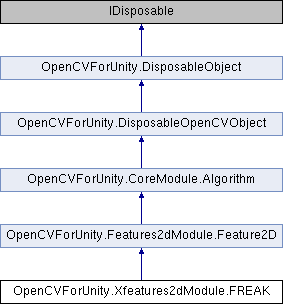 IDisposable
OpenCVForUnity.DisposableObject
OpenCVForUnity.DisposableOpenCVObject
OpenCVForUnity.CoreModule.Algorithm
OpenCVForUnity.Features2dModule.Feature2D
OpenCVForUnity.Xfeatures2dModule.FREAK